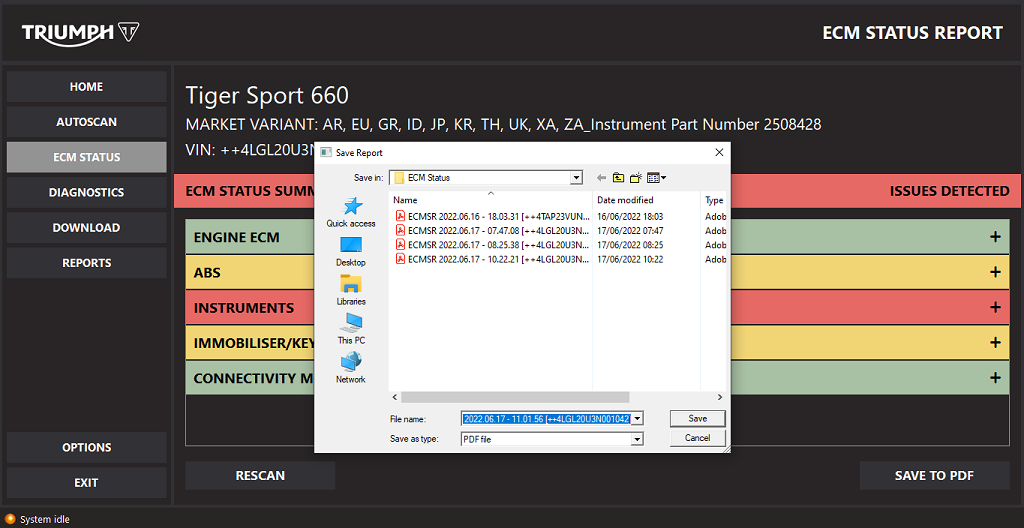 TRIUMPH
ECM STATUS REPORT
HOME
AUTOSCAN
ECM STATUS
DIAGNOSTICS
DOWNLOAD
REPORTS
OPTIONS
EXIT
Tiger Sport 660
MARKET VARIANT: AR, EU, GR, ID, JP, KR, TH, UK, XA, ZA_Instrument Part Number 2508428
VIN: ++4LGL20U3N
ECM STATUS SUMM
ISSUES DETECTED
ENGINE ECM +
ABS +
INSTRUMENTS +
IMMOBILISER/KEY +
CONNECTIVITY M +
Save Report
Save in: ECM Status
Quick access
Desktop
Libraries
This PC
Network
Name Date modified Type
ECMSR 2022.06.16 - 18.03.31 [++4TAP23VUN... 16/06/2022 18:03 Adob
ECMSR 2022.06.17 - 07.47.08 [++4LGL20U3N... 17/06/2022 07:47 Adob
ECMSR 2022.06.17 - 08.25.38 [++4LGL20U3N... 17/06/2022 08:25 Adob
ECMSR 2022.06.17 - 10.22.21 [++4LGL20U3N... 17/06/2022 10:22 Adob
File name: 2022.06.17 - 11.01.56 [++4LGL20U3N001042
Save
Save as type: PDF file
Cancel
RESCAN
SAVE TO PDF
System idle